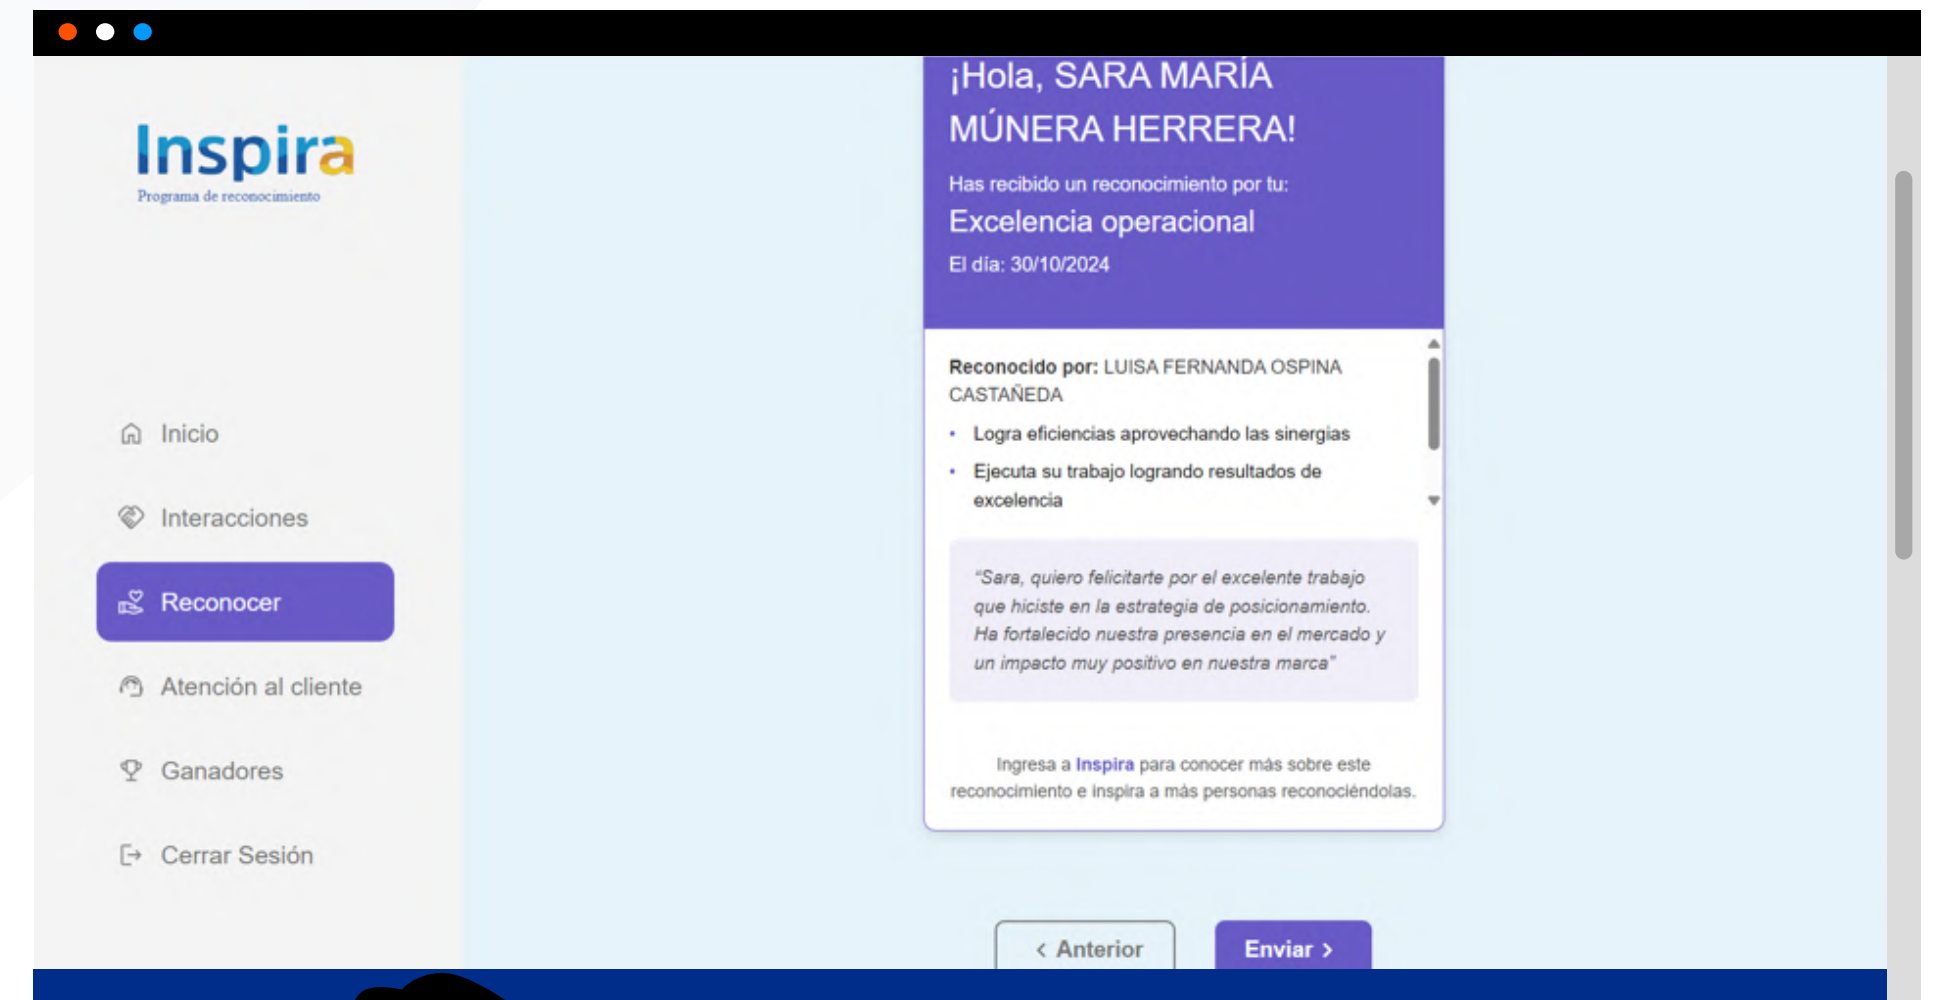 Inspira
Programa de reconocimiento
Inicio
Interacciones
Reconocer
Atención al cliente
Ganadores
Cerrar Sesión
¡Hola, SARA MARÍA
MÚNERA HERRERA!
Has recibido un reconocimiento por tu:
Excelencia operacional
El día: 30/10/2024
Reconocido por: LUISA FERNANDA OSPINA
CASTAÑEDA
• Logra eficiencias aprovechando las sinergias
• Ejecuta su trabajo logrando resultados de
excelencia
“Sara, quiero felicitarte por el excelente trabajo
que hiciste en la estrategia de posicionamiento.
Ha fortalecido nuestra presencia en el mercado y
un impacto muy positivo en nuestra marca”
Ingresa a Inspira para conocer más sobre este
reconocimiento e inspira a más personas reconociéndolas.
< Anterior
Enviar >